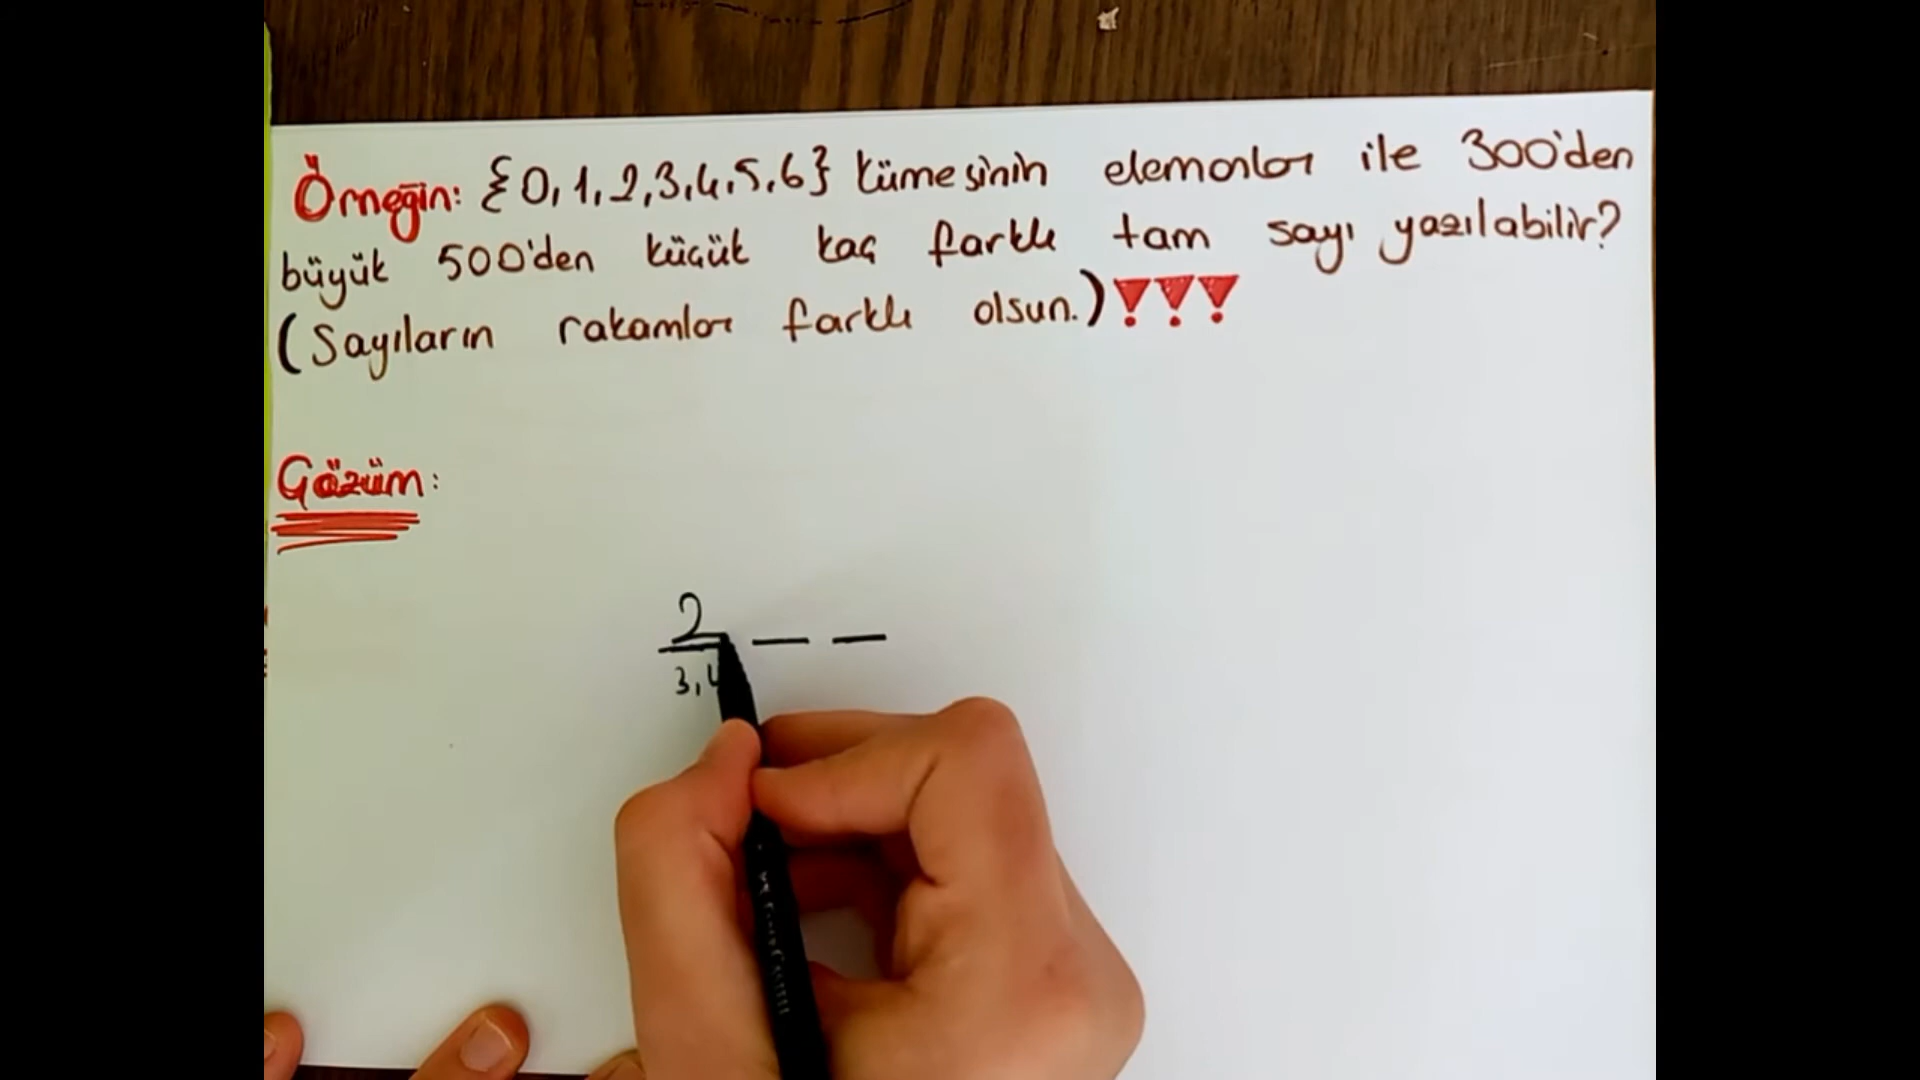 Örneğin: {0,1,2,3,4,5,6} kümesinin elemanları ile 300'den
büyük 500'den küçük kaç farklı tam sayı yazılabilir?
(Sayıların rakamları farklı olsun.)
Çözüm:
2
3,4